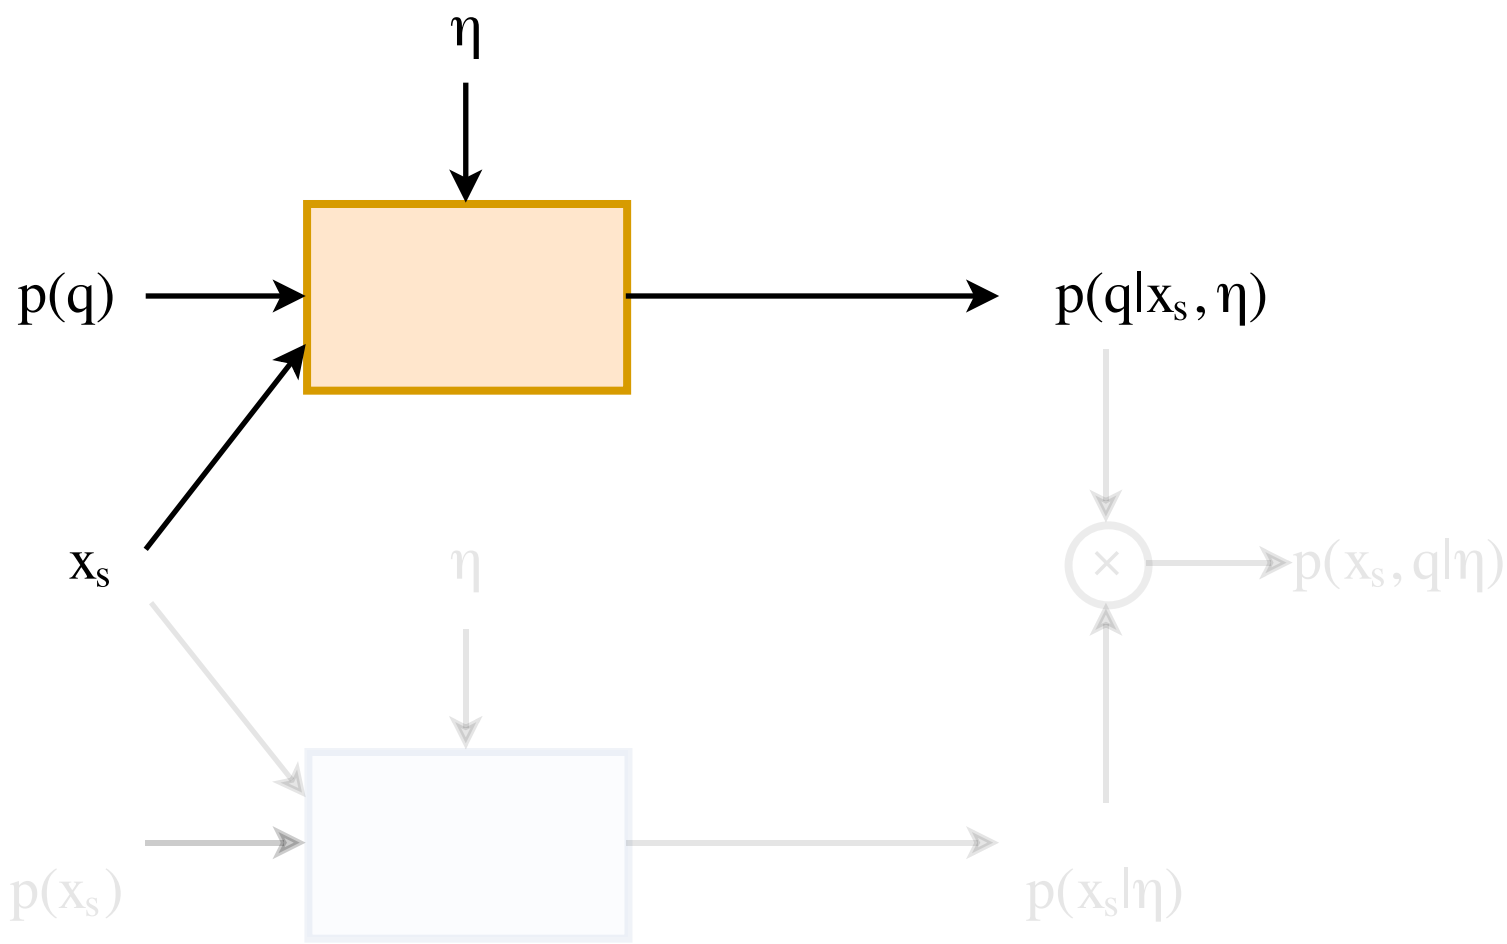 η
p(q)
p(q|xₛ, η)
xₛ
η
×
p(xₛ, q|η)
p(xₛ)
p(xₛ|η)